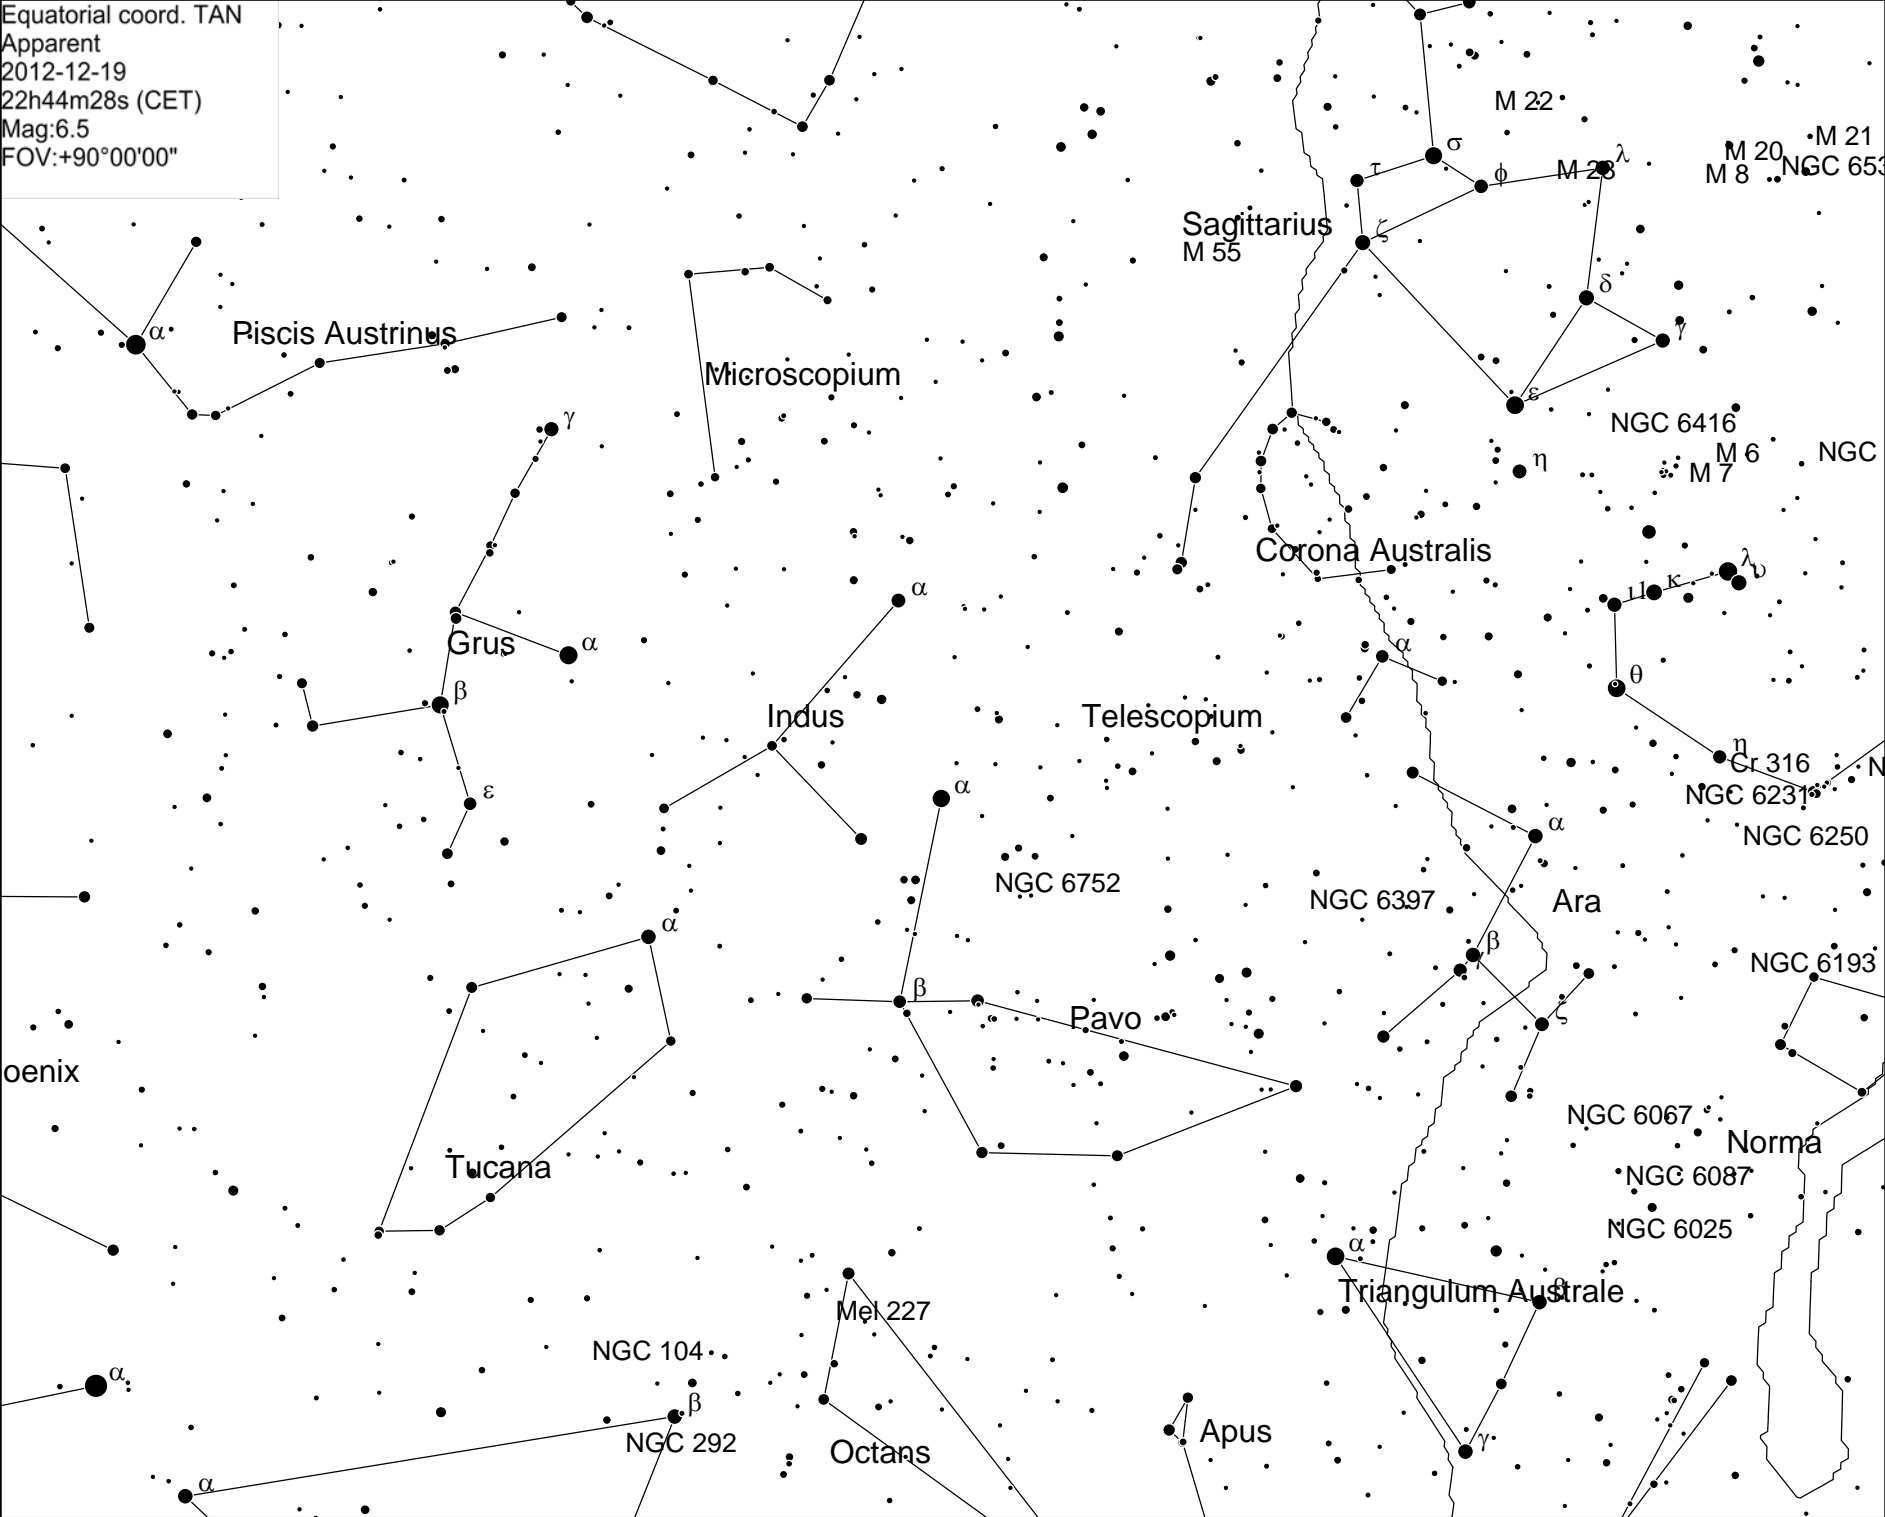 Equatorial coord. TAN
Apparent
2012-12-19
22h44m28s (CET)
Mag:6.5
FOV:+90°00'00"
M 22
M 21
σ
M 20
λ
τ
M 28
M 8
NGC 653
ϕ
Sagittarius
ζ
M 55
δ
α
Piscis Austrinus
γ
Microscopium
ε
γ
NGC 6416
M 6
NGC
η
M 7
Corona Australis
λ
υ
κ
ι1
α
Grus
α
α
θ
β
Indus
Telescopium
η
Cr 316
N
ε
α
NGC 6231
α
NGC 6250
NGC 6752
NGC 6397
Ara
α
β
NGC 6193
β
Pavo
ζ
oenix
NGC 6067
Norma
Tucana
NGC 6087
NGC 6025
α
Triangulum Australe
β
Mel 227
NGC 104
α
β
Apus
NGC 292
Octans
γ
α